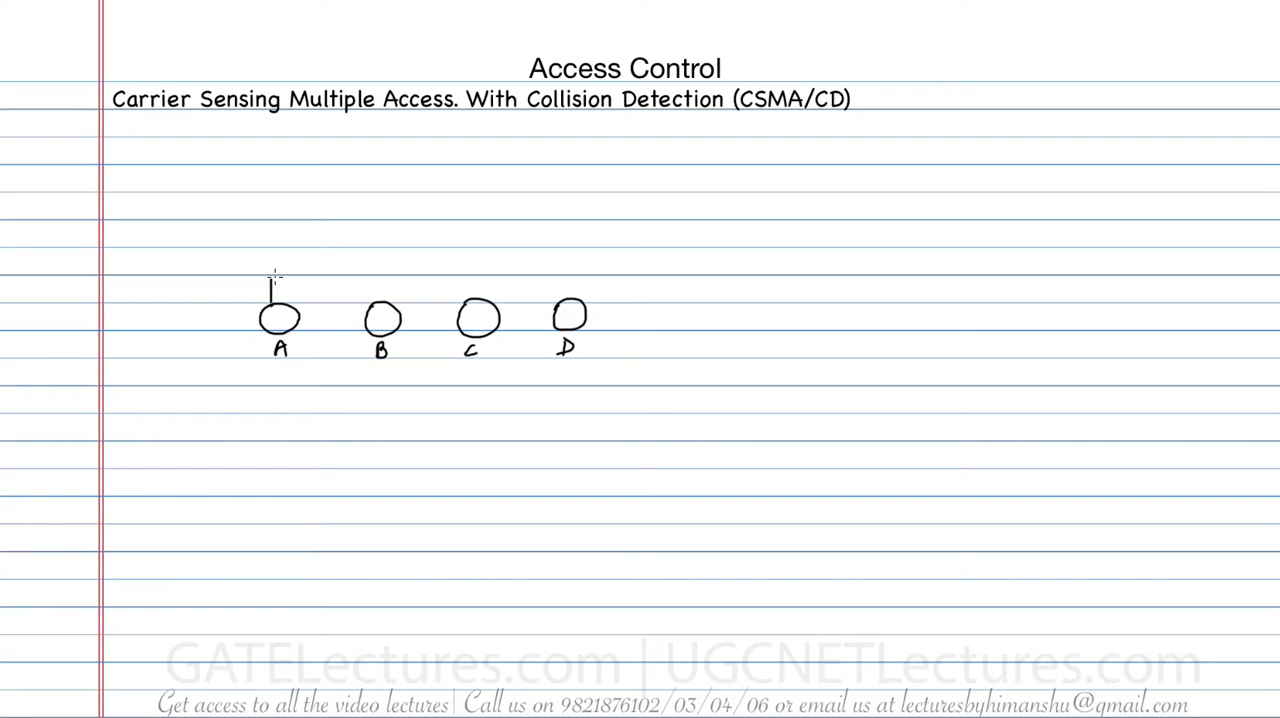 Access Control
Carrier Sensing Multiple Access. With Collision Detection (CSMA/CD)
A B C D
GATELectures.com | UGCNETLectures.com
Get access to all the video lectures | Call us on 9821876102/03/04/06 or email us at lecturesbyhimanshu@gmail.com